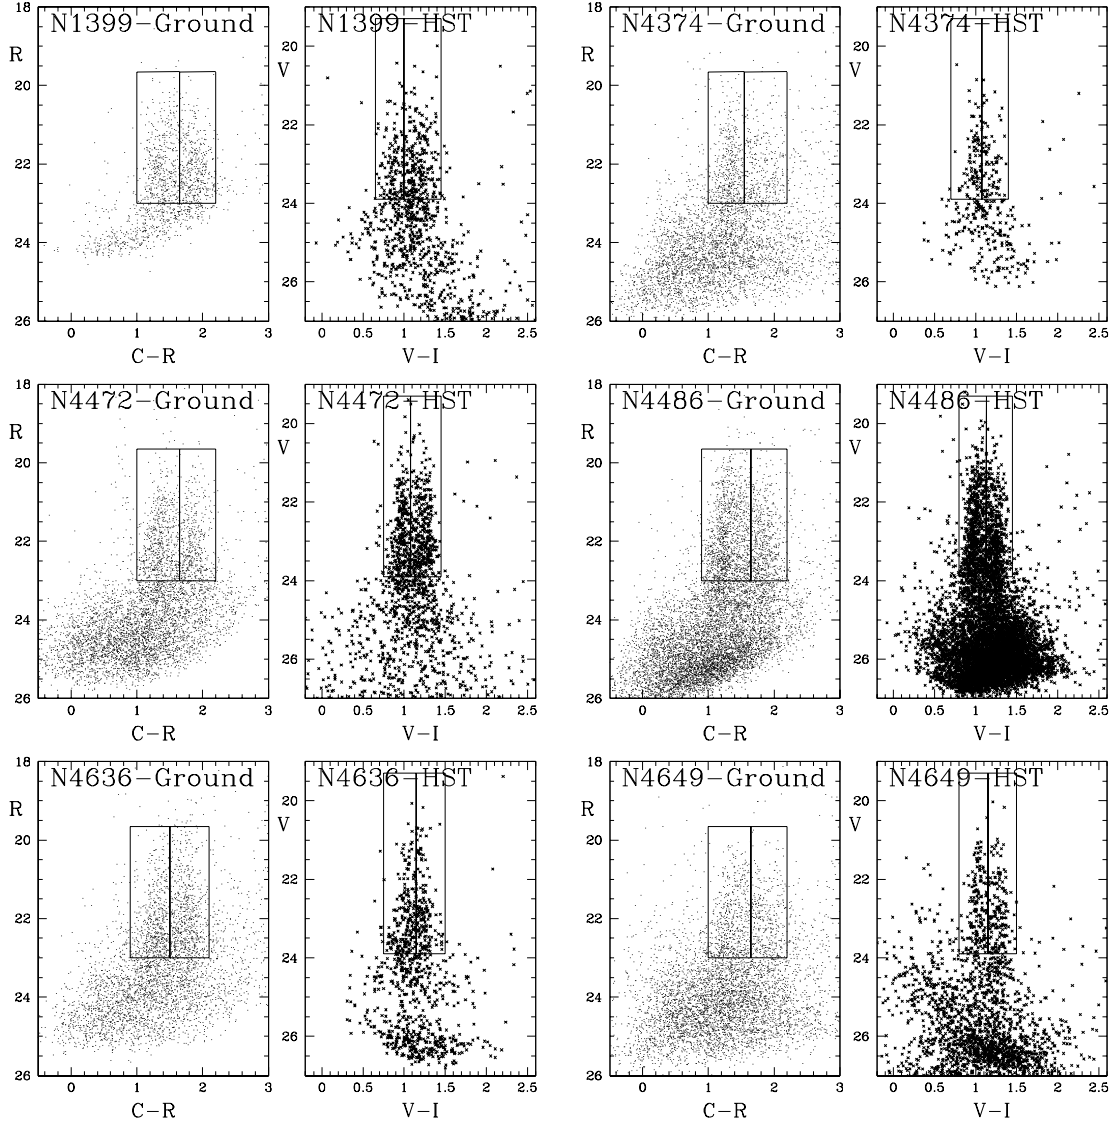 18 N1399-Ground N1399-HST 18 N4374-Ground N4374-HST
R 20 V 20 R 20 V 20
20 22 20 22
22 24 22 24
24 26 24 26
26 26
0 1 2 3 0 0.5 1 1.5 2 2.5 0 1 2 3 0 0.5 1 1.5 2 2.5
C-R V-I C-R V-I
18 N4472-Ground N4472-HST 18 N4486-Ground N4486-HST
R 20 V R 20 V
20 22 20 22
22 24 22 24
24 26 24 26
26 26
0 1 2 3 0 0.5 1 1.5 2 2.5 0 1 2 3 0 0.5 1 1.5 2 2.5
C-R V-I C-R V-I
18 N4636-Ground N4636-HST 18 N4649-Ground N4649-HST
R 20 V R 20 V
20 22 20 22
22 24 22 24
24 26 24 26
26 26
0 1 2 3 0 0.5 1 1.5 2 2.5 0 1 2 3 0 0.5 1 1.5 2 2.5
C-R V-I C-R V-I